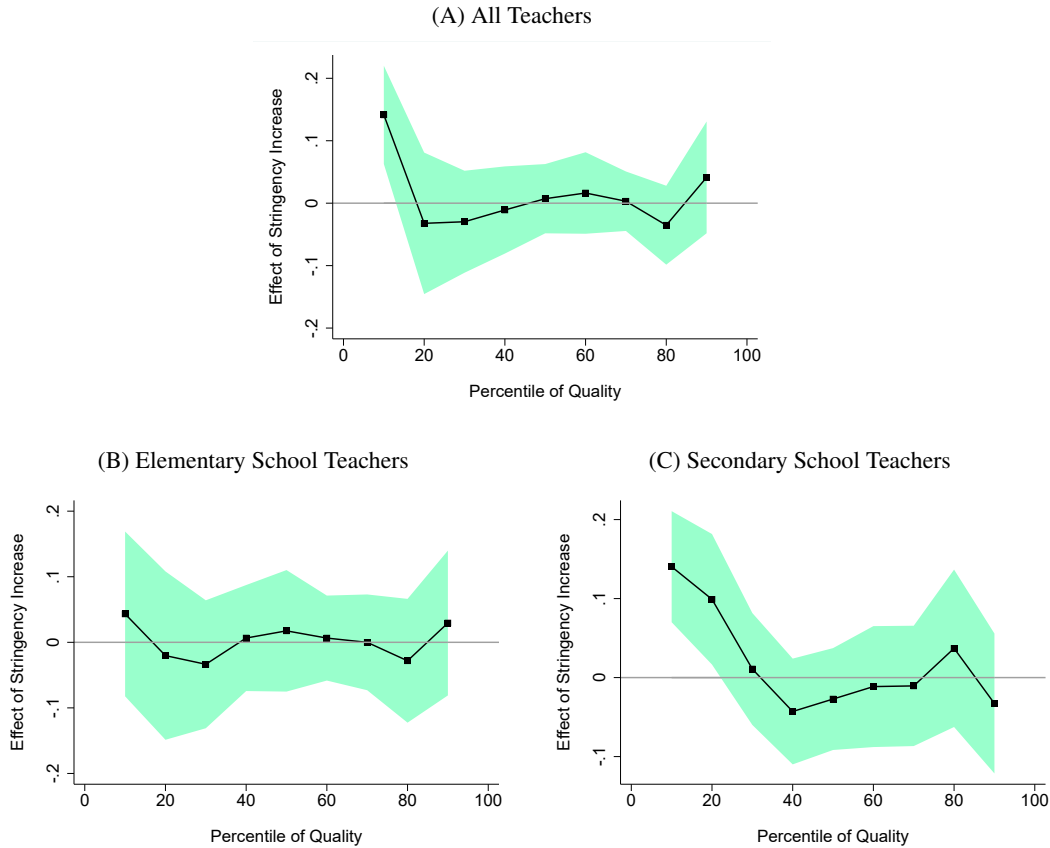 (A) All Teachers
Effect of Stringency Increase
.2
.1
0
-.1
-.2
0 20 40 60 80 100
Percentile of Quality
(B) Elementary School Teachers
Effect of Stringency Increase
.2
.1
0
-.1
-.2
0 20 40 60 80 100
Percentile of Quality
(C) Secondary School Teachers
Effect of Stringency Increase
.2
.1
0
-.1
0 20 40 60 80 100
Percentile of Quality